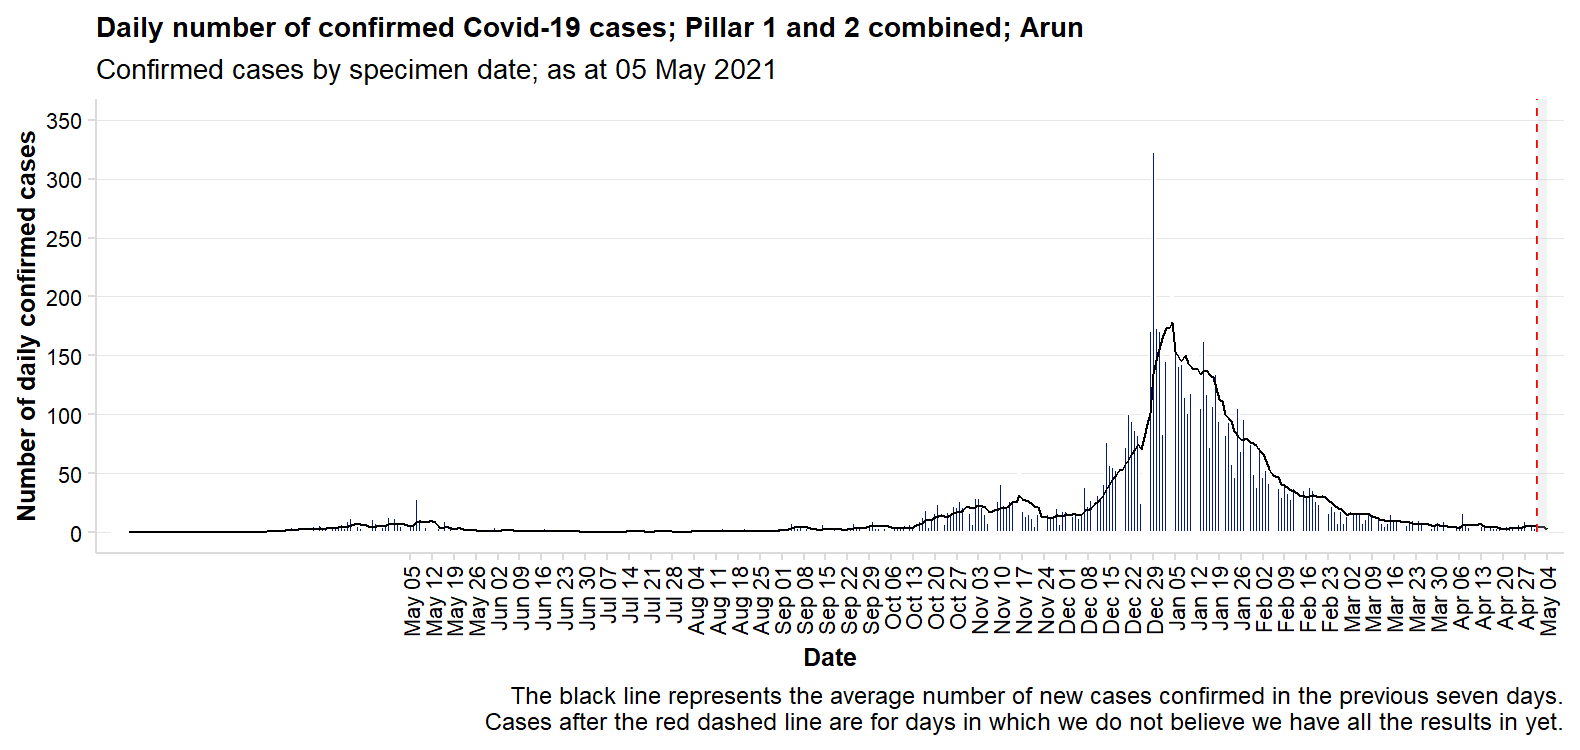 Daily number of confirmed Covid-19 cases; Pillar 1 and 2 combined; Arun
Confirmed cases by specimen date; as at 05 May 2021
Number of daily confirmed cases
350
300
250
200
150
100
50
0
May 05
May 12
May 19
May 26
Jun 02
Jun 09
Jun 16
Jun 23
Jun 30
Jul 07
Jul 14
Jul 21
Jul 28
Aug 04
Aug 11
Aug 18
Aug 25
Sep 01
Sep 08
Sep 15
Sep 22
Sep 29
Oct 06
Oct 13
Oct 20
Oct 27
Nov 03
Nov 10
Nov 17
Nov 24
Dec 01
Dec 08
Dec 15
Dec 22
Dec 29
Jan 05
Jan 12
Jan 19
Jan 26
Feb 02
Feb 09
Feb 16
Feb 23
Mar 02
Mar 09
Mar 16
Mar 23
Mar 30
Apr 06
Apr 13
Apr 20
Apr 27
May 04
Date
The black line represents the average number of new cases confirmed in the previous seven days.
Cases after the red dashed line are for days in which we do not believe we have all the results in yet.